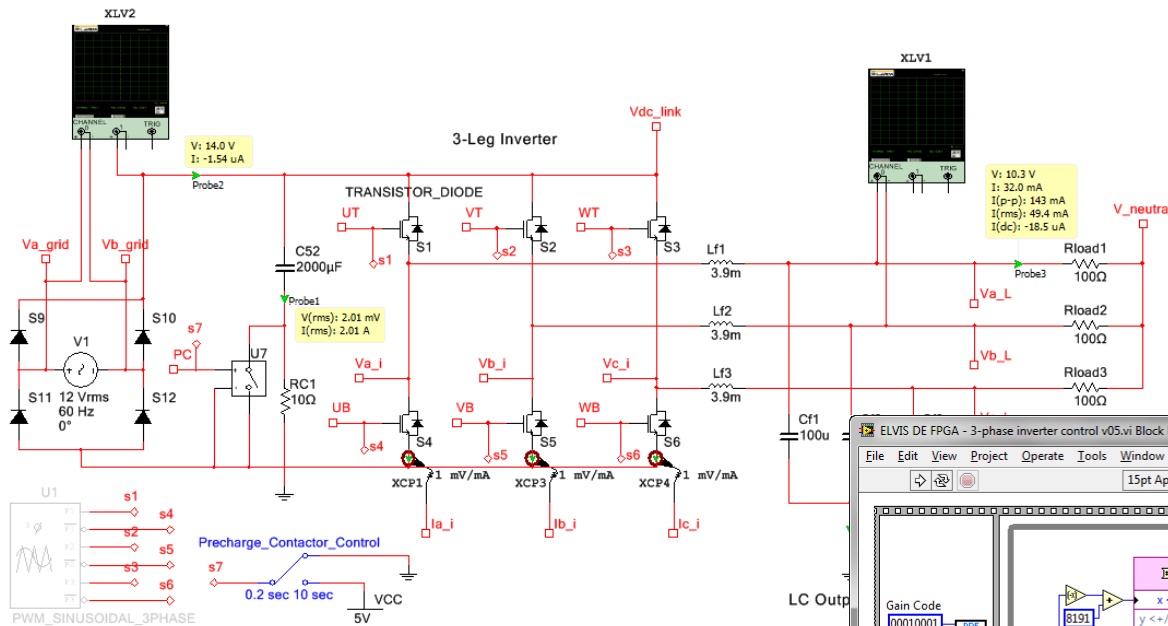 XLV2
CHANNEL
0
1
TRIG
V: 14.0 V
I: -1.54 uA
Probe2
3-Leg Inverter
Vdc_link
XLV1
CHANNEL
0
1
TRIG
V: 10.3 V
I: 32.0 mA
I(p-p): 143 mA
I(rms): 49.4 mA
I(dc): -18.5 uA
Probe3
V_neutra
TRANSISTOR_DIODE
UT
S1
s1
VT
S2
s2
WT
S3
s3
Va_grid
Vb_grid
C52
2000µF
Probe1
V(rms): 2.01 mV
I(rms): 2.01 A
Lf1
3.9m
Lf2
3.9m
Lf3
3.9m
Rload1
100Ω
Rload2
100Ω
Rload3
100Ω
Va_L
Vb_L
S9
S10
V1
12 Vrms
60 Hz
0°
S11
S12
s7
PC
U7
RC1
10Ω
Va_i
Vb_i
Vc_i
UB
S4
s4
VB
S5
s5
WB
S6
s6
XCP1
1 mV/mA
XCP3
1 mV/mA
XCP4
1 mV/mA
Ia_i
Ib_i
Ic_i
Cf1
100u
U1
s1
s4
s2
s5
s3
s6
PWM_SINUSOIDAL_3PHASE
Precharge_Contactor_Control
s7
0.2 sec 10 sec
VCC
5V
LC Outp
ELVIS DE FPGA - 3-phase inverter control v05.vi Block
File Edit View Project Operate Tools Window
15pt Ap
Gain Code
00010001
8191